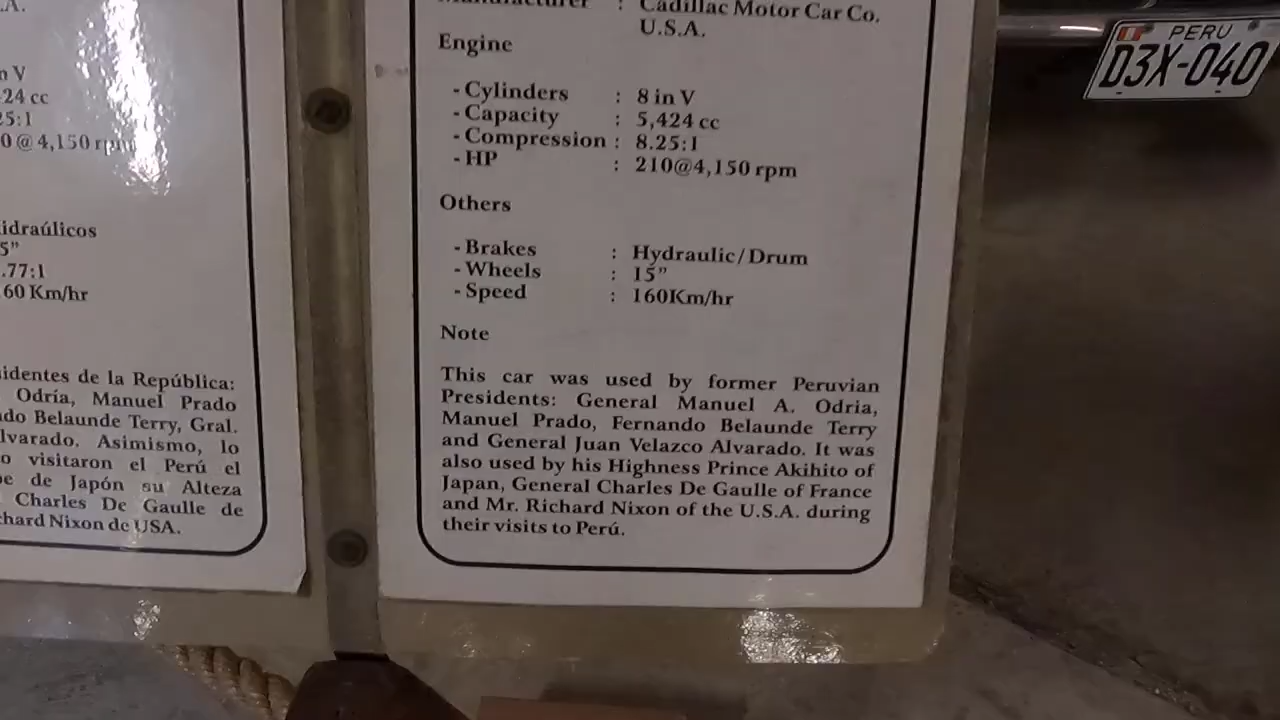 .A.
n V
24 cc
25:1
0 @ 4,150 rpm
idraúlicos
5”
.77:1
60 Km/hr
sidentes de la República:
Odría, Manuel Prado
do Belaunde Terry, Gral.
lvarado. Asimismo, lo
o visitaron el Perú el
pe de Japón su Alteza
Charles De Gaulle de
chard Nixon de USA.
Manufacturer : Cadillac Motor Car Co.
U.S.A.
Engine
- Cylinders : 8 in V
- Capacity : 5,424 cc
- Compression : 8.25:1
- HP : 210@4,150 rpm
Others
- Brakes : Hydraulic/Drum
- Wheels : 15”
- Speed : 160Km/hr
Note
This car was used by former Peruvian
Presidents: General Manuel A. Odria,
Manuel Prado, Fernando Belaunde Terry
and General Juan Velazco Alvarado. It was
also used by his Highness Prince Akihito of
Japan, General Charles De Gaulle of France
and Mr. Richard Nixon of the U.S.A. during
their visits to Perú.
PERU
D3X-040